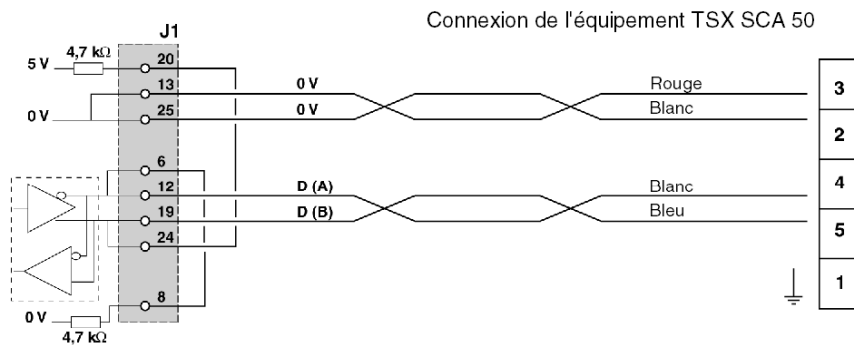 Connexion de l'équipement TSX SCA 50
J1
5 V 4,7 kΩ 20
13 0 V Rouge 3
0 V 25 0 V Blanc
2
6
12 D (A) Blanc 4
19 D (B) Bleu
24 5
8 1
0 V
4,7 kΩ